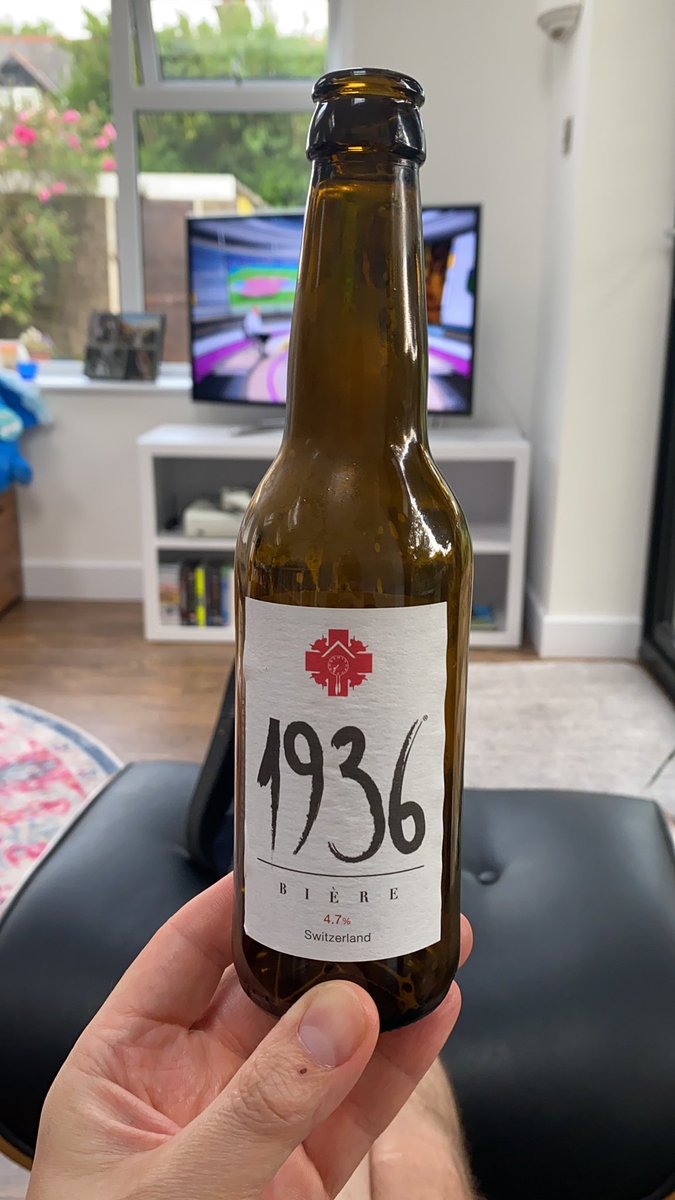 1936®
BIÈRE
4.7%
Switzerland